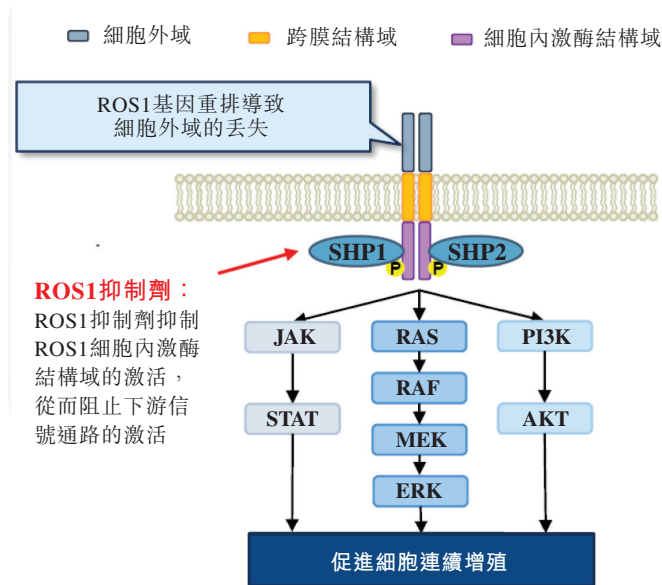 細胞外域
跨膜結構域
細胞內激酶結構域
ROS1基因重排導致
細胞外域的丟失
SHP1
SHP2
P
P
ROS1抑制劑：
ROS1抑制劑抑制
ROS1細胞內激酶
結構域的激活，
從而阻止下游信
號通路的激活
JAK
RAS
PI3K
RAF
STAT
MEK
AKT
ERK
促進細胞連續增殖